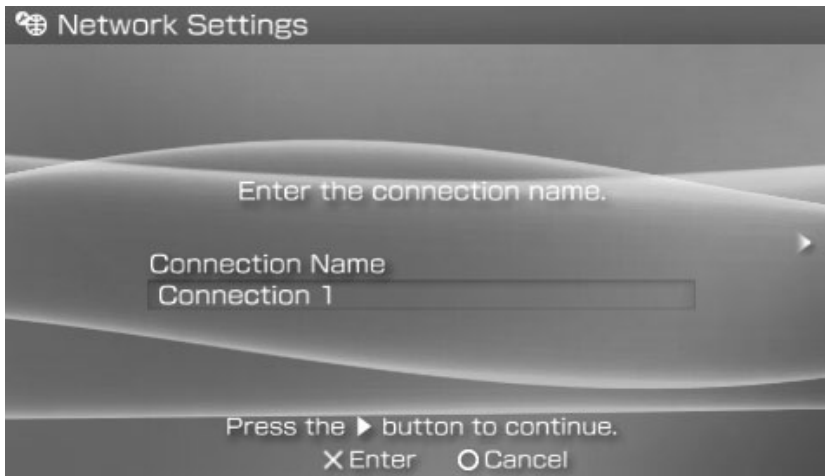 Network Settings
Enter the connection name.
Connection Name
Connection 1
Press the ▶ button to continue.
✕ Enter ○ Cancel